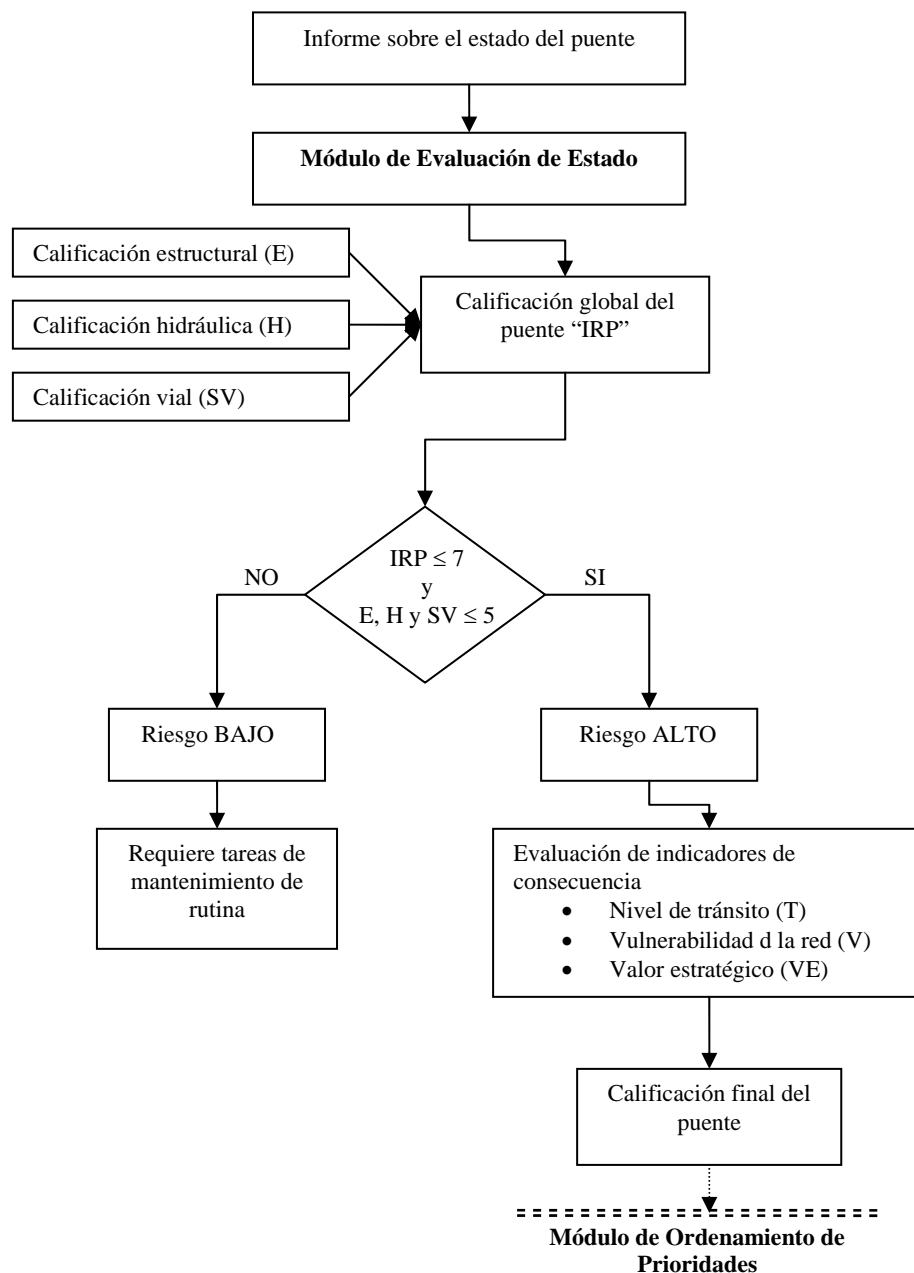 Informe sobre el estado del puente
Módulo de Evaluación de Estado
Calificación estructural (E)
Calificación hidráulica (H)
Calificación vial (SV)
Calificación global del
puente “IRP”
IRP ≤ 7
y
E, H y SV ≤ 5
NO
SI
Riesgo BAJO
Riesgo ALTO
Requiere tareas de
mantenimiento de
rutina
Evaluación de indicadores de
consecuencia
• Nivel de tránsito (T)
• Vulnerabilidad d la red (V)
• Valor estratégico (VE)
Calificación final del
puente
Módulo de Ordenamiento de
Prioridades